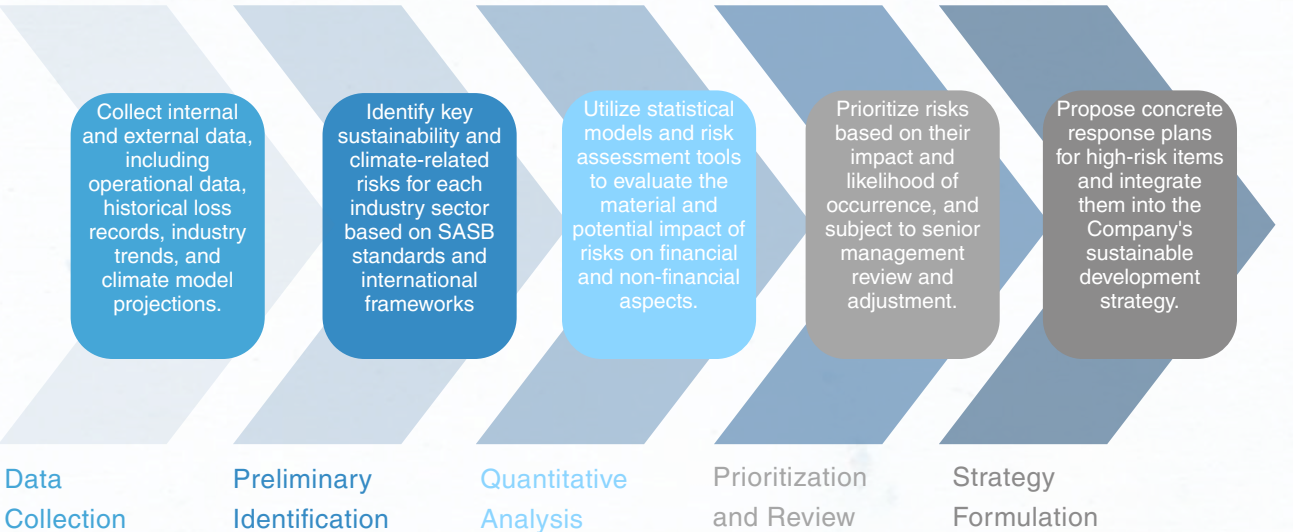 Collect internal
and external data,
including
operational data,
historical loss
records, industry
trends, and
climate model
projections.
Identify key
sustainability and
climate-related
risks for each
industry sector
based on SASB
standards and
international
frameworks
Utilize statistical
models and risk
assessment tools
to evaluate the
material and
potential impact of
risks on financial
and non-financial
aspects.
Prioritize risks
based on their
impact and
likelihood of
occurrence, and
subject to senior
management
review and
adjustment.
Propose concrete
response plans
for high-risk items
and integrate
them into the
Company's
sustainable
development
strategy.
Data
Collection
Preliminary
Identification
Quantitative
Analysis
Prioritization
and Review
Strategy
Formulation